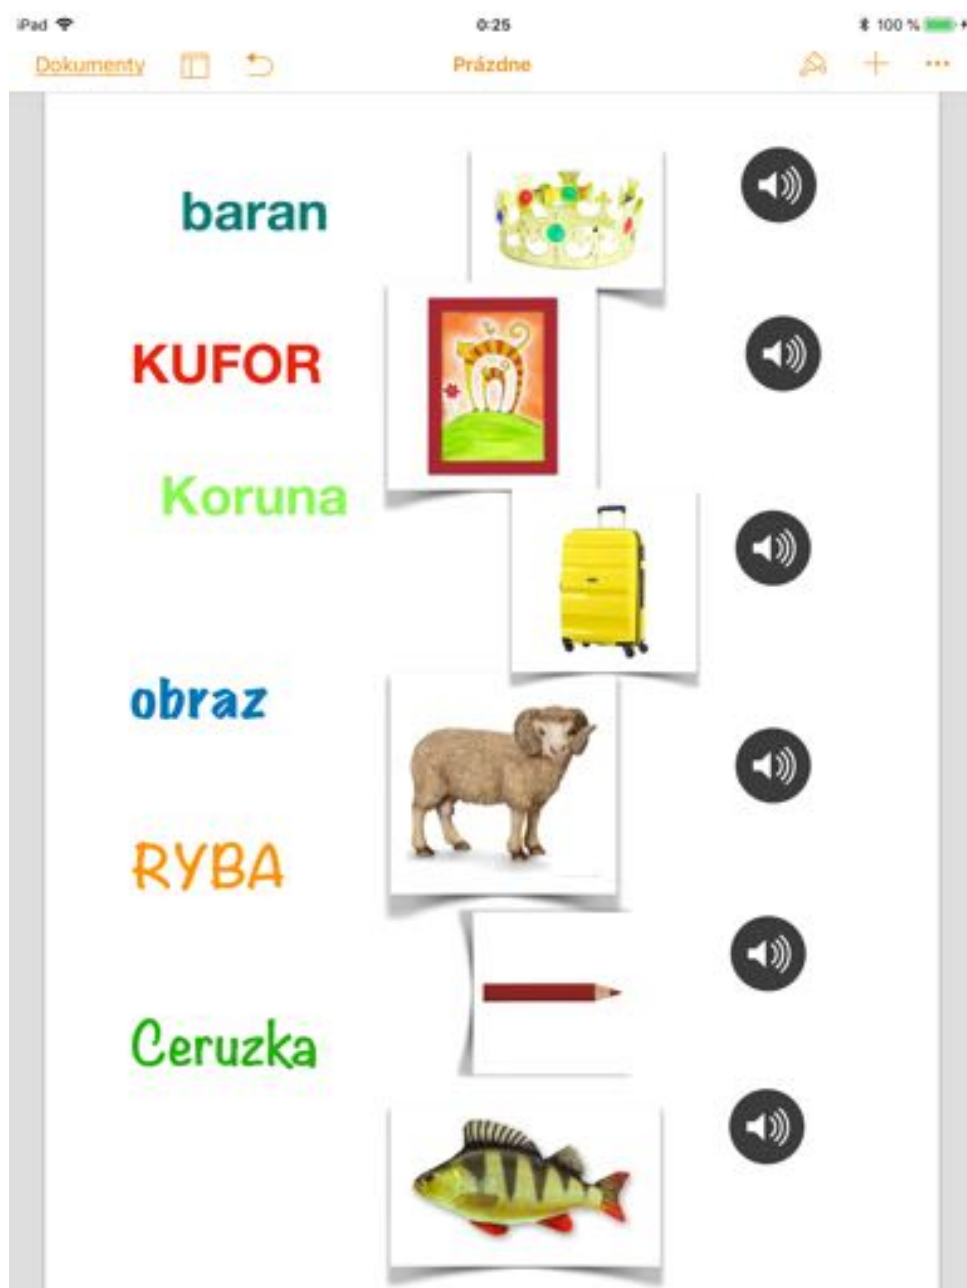 iPad 0:25 100 %
Dokumenty Prázdne
baran
KUFOR
Koruna
obraz
RYBA
Ceruzka